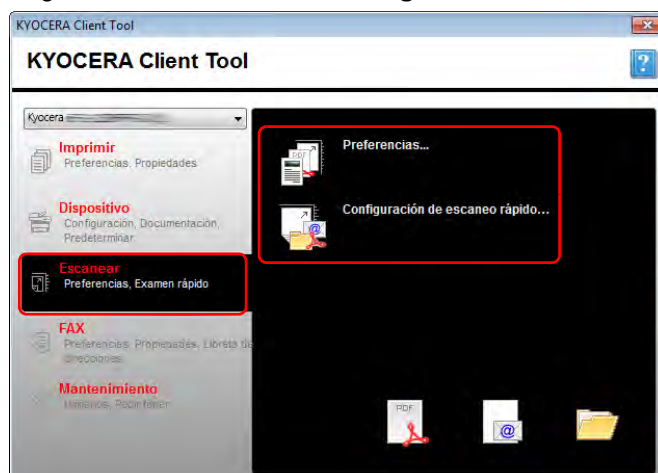 KYOCERA Client Tool
KYOCERA Client Tool
?
Kyocera
Imprimir
Preferencias, Propiedades
Dispositivo
Configuración, Documentación,
Predeterminar
Escanear
Preferencias, Examen rápido
FAX
Preferencias, Propiedades, Libreta de
direcciones
Mantenimiento
Preferencias...
PDF
Configuración de escaneo rápido...
@
PDF
@